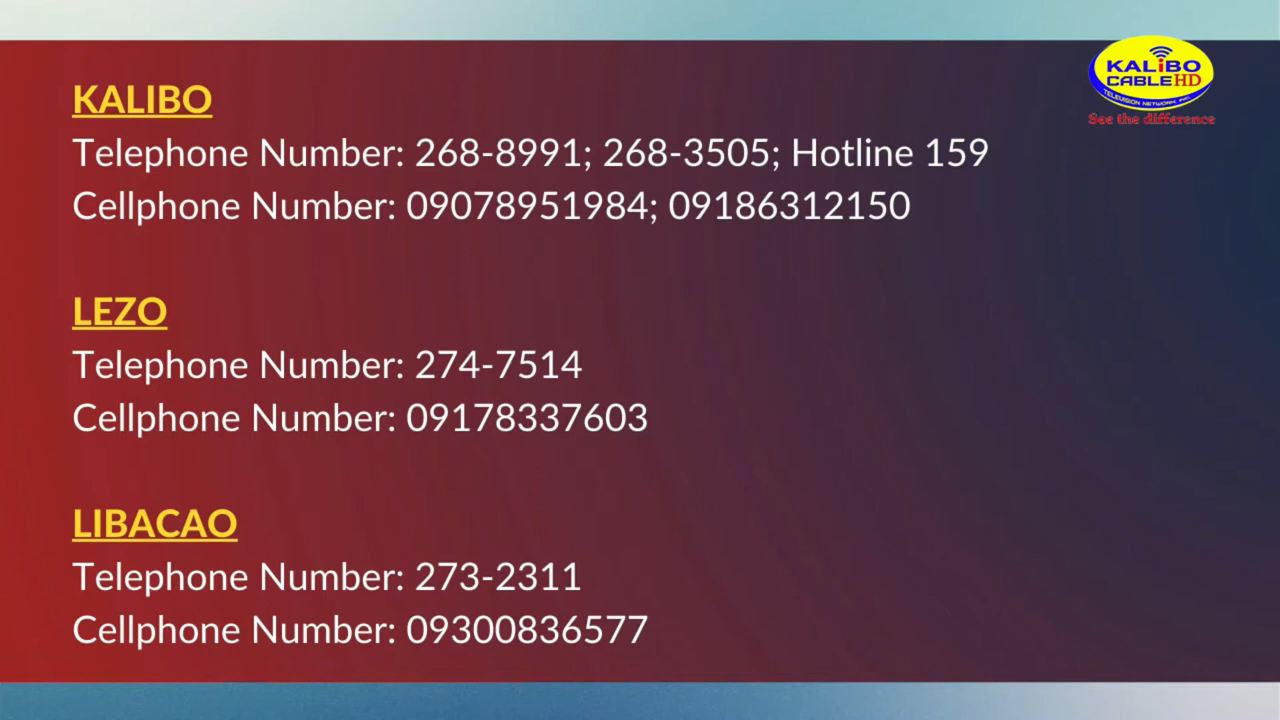 KALIBO
Telephone Number: 268-8991; 268-3505; Hotline 159
Cellphone Number: 09078951984; 09186312150
LEZO
Telephone Number: 274-7514
Cellphone Number: 09178337603
LIBACAO
Telephone Number: 273-2311
Cellphone Number: 09300836577
KALiBO
CABLE HD
TELEVISION NETWORK INC.
See the difference